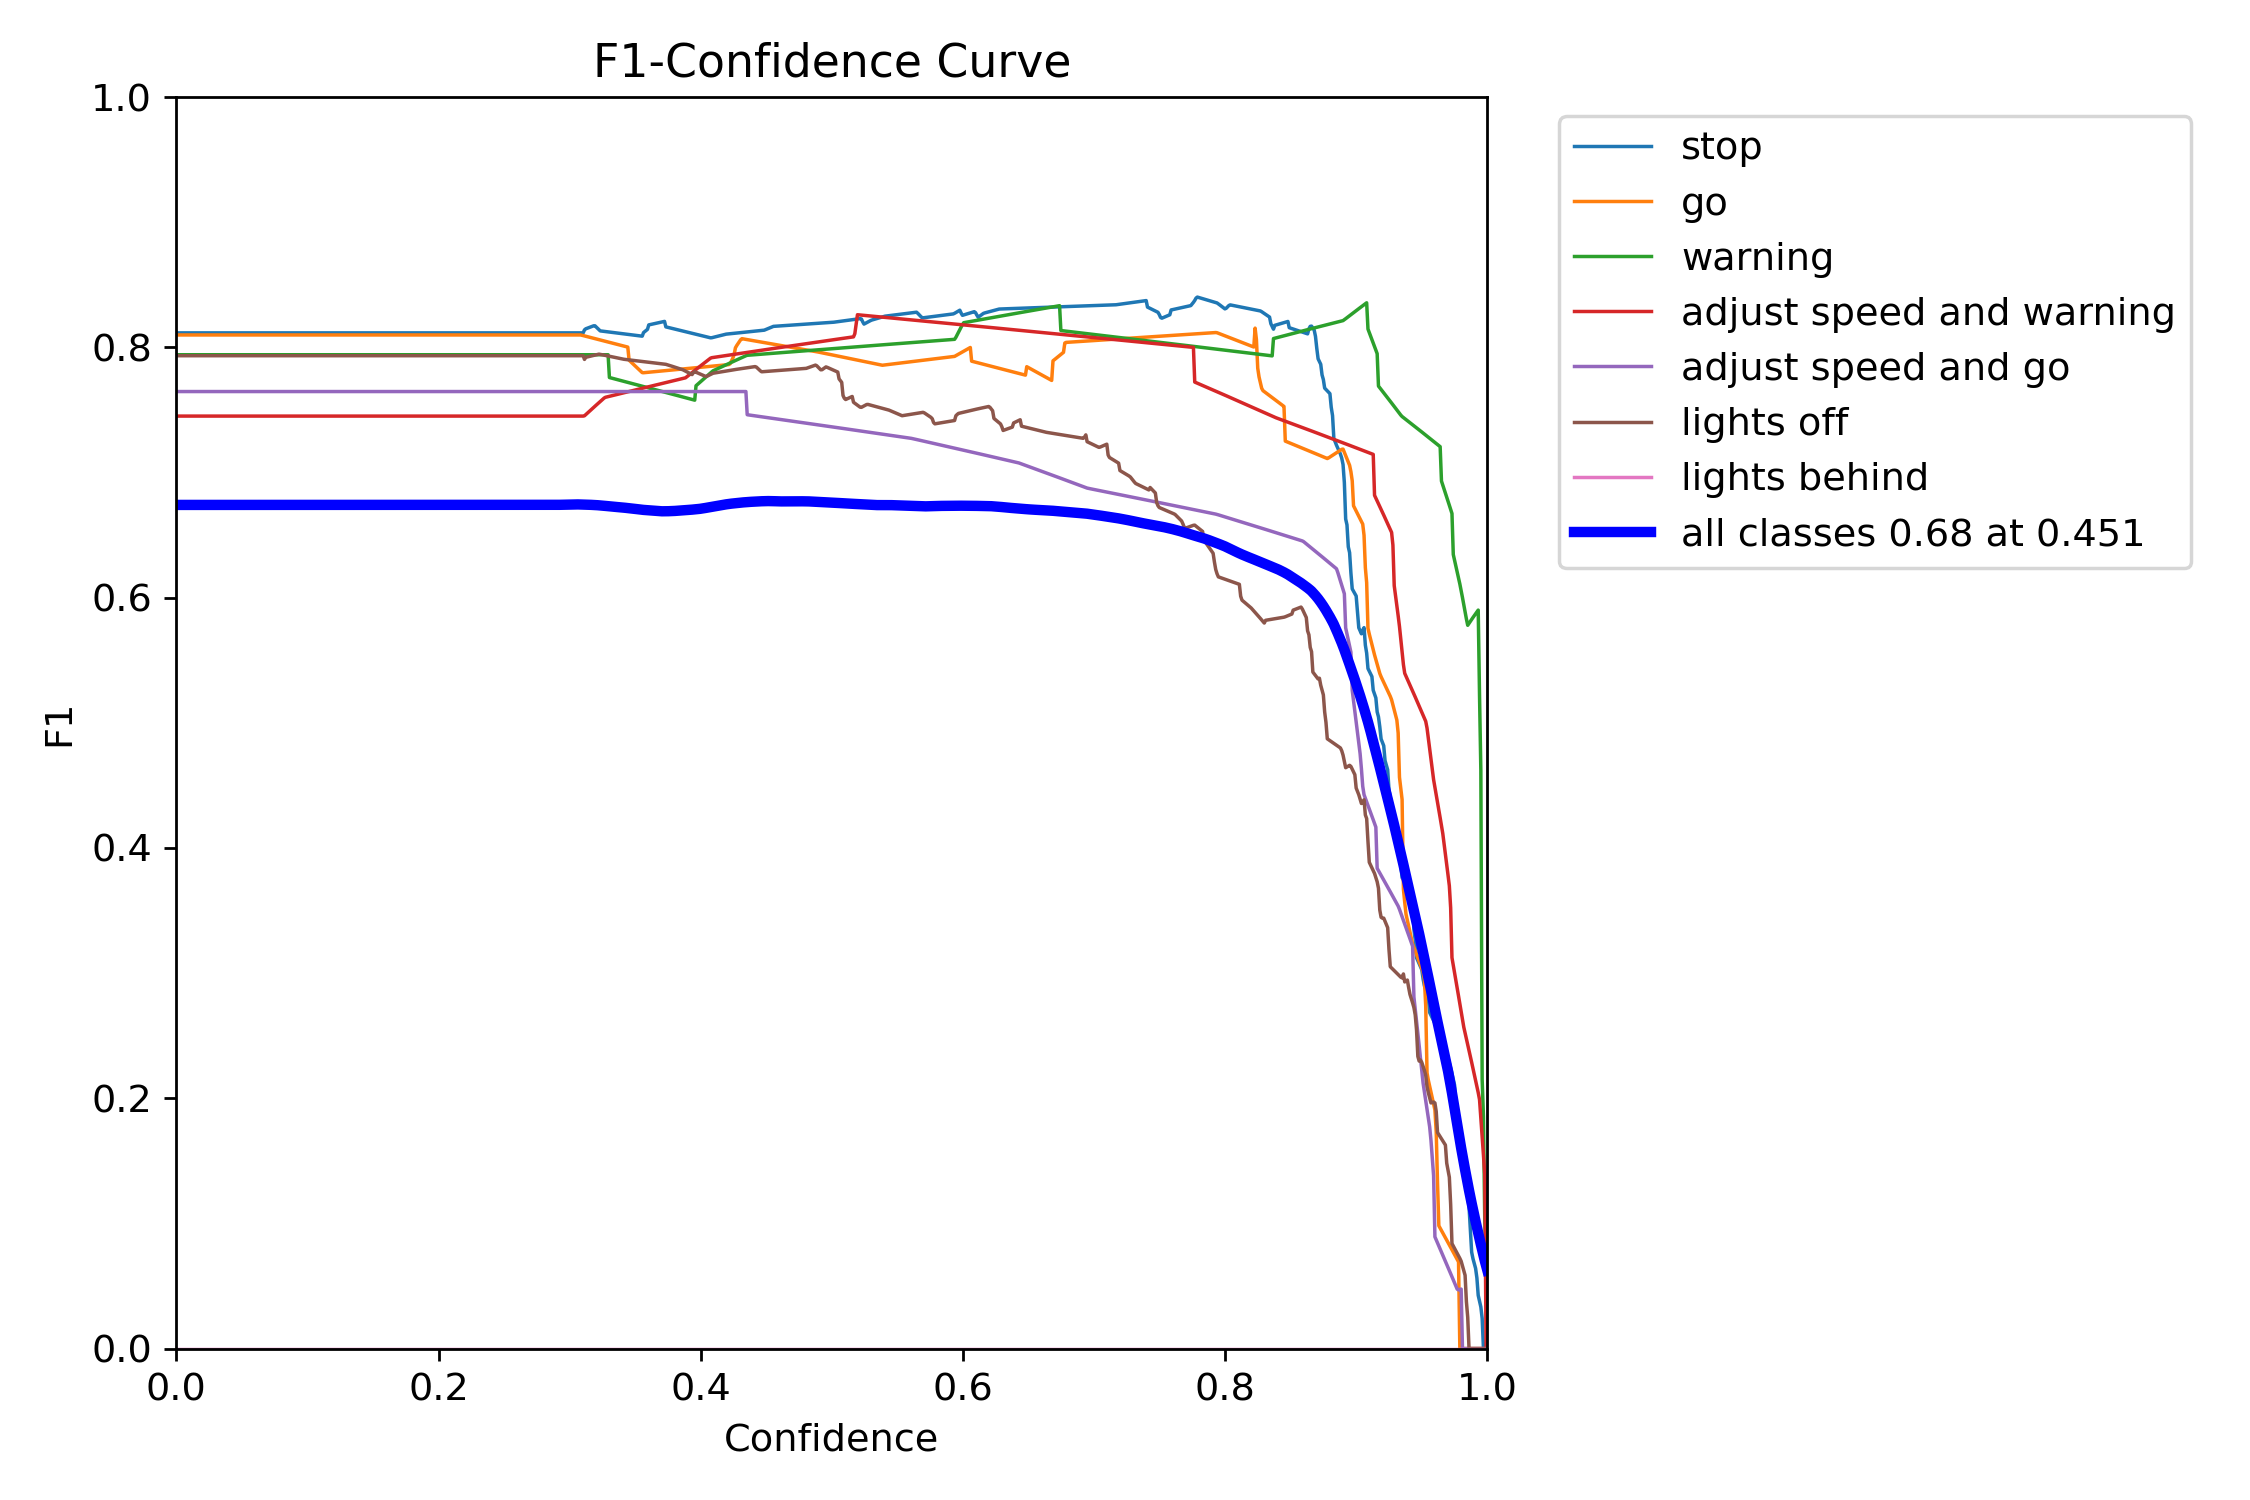 F1-Confidence Curve
1.0
0.8
0.6
0.4
0.2
0.0
F1
0.0 0.2 0.4 0.6 0.8 1.0
Confidence
stop
go
warning
adjust speed and warning
adjust speed and go
lights off
lights behind
all classes 0.68 at 0.451